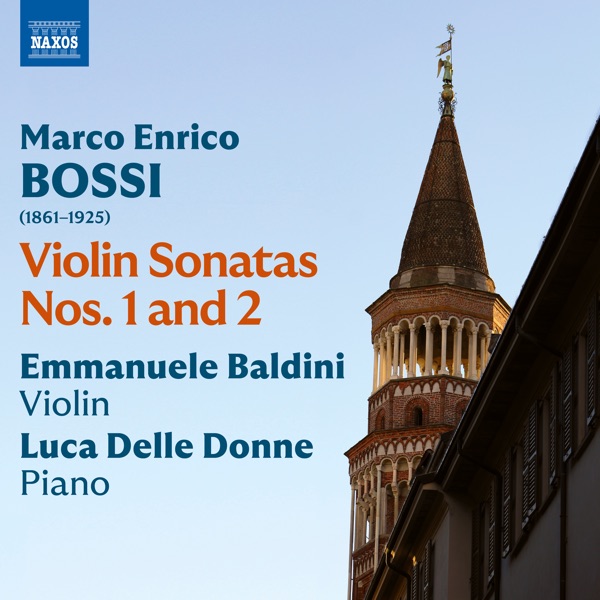 NAXOS
Marco Enrico
BOSSI
(1861–1925)
Violin Sonatas
Nos. 1 and 2
Emmanuele Baldini
Violin
Luca Delle Donne
Piano